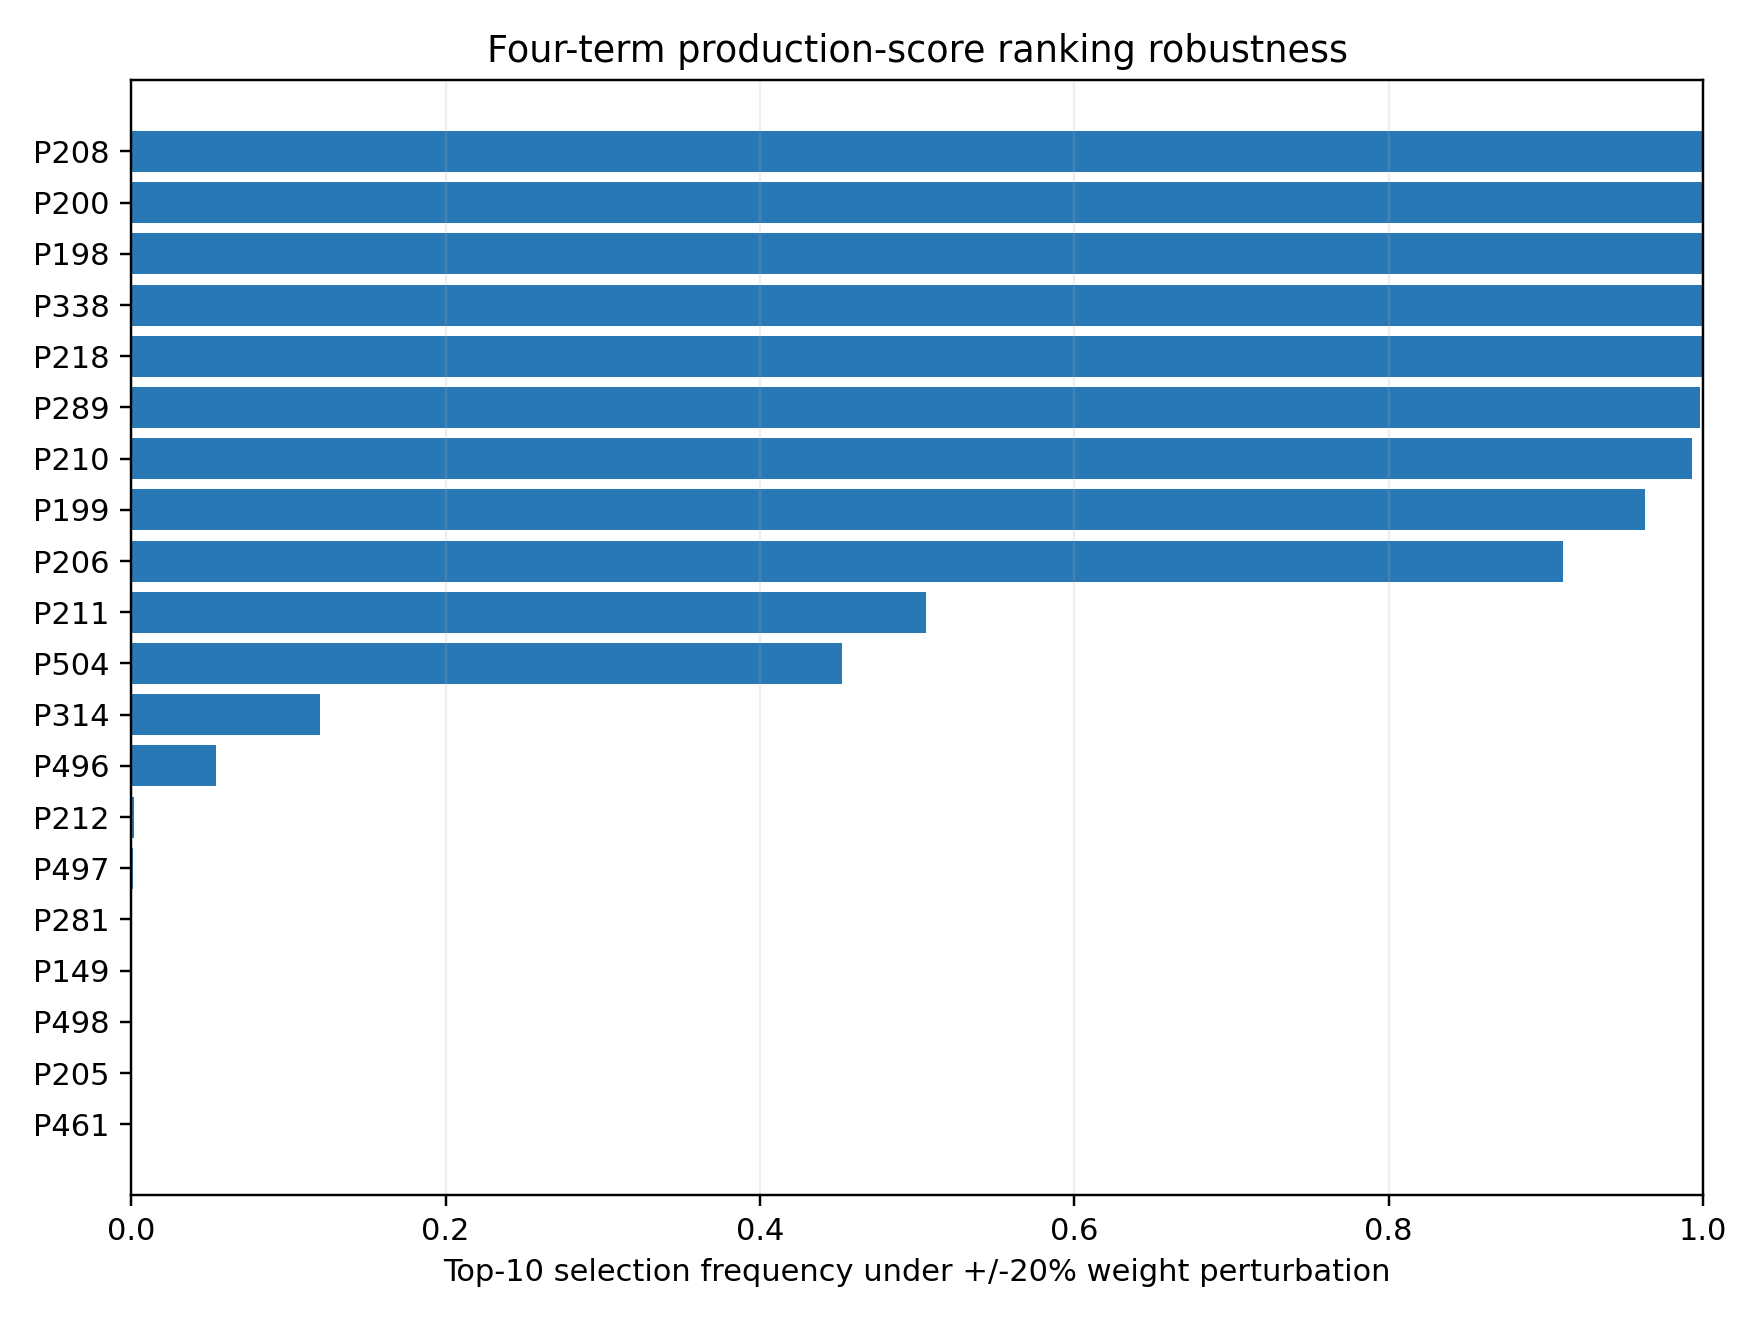 Four-term production-score ranking robustness
P208
P200
P198
P338
P218
P289
P210
P199
P206
P211
P504
P314
P496
P212
P497
P281
P149
P498
P205
P461
0.0 0.2 0.4 0.6 0.8 1.0
Top-10 selection frequency under +/-20% weight perturbation